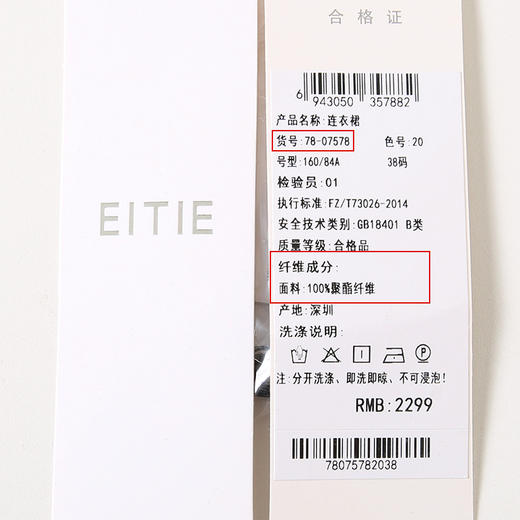 合格证
6 943050 357882
产品名称:连衣裙
货号:78-07578 色号:20
号型:160/84A 38码
检验员:01
执行标准:FZ/T73026-2014
安全技术类别:GB18401 B类
质量等级:合格品
纤维成分:
面料:100%聚酯纤维
产地:深圳
洗涤说明:
注:分开洗涤、即洗即晾、不可浸泡!
RMB:2299
78075782038
EITIE